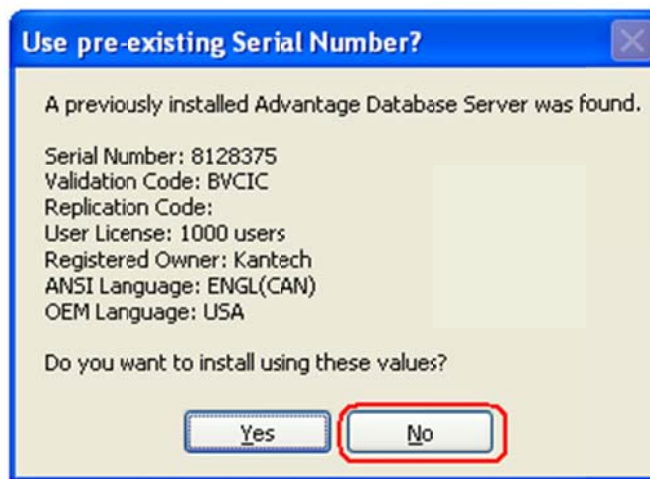 Use pre-existing Serial Number?
A previously installed Advantage Database Server was found.
Serial Number: 8128375
Validation Code: BVCIC
Replication Code:
User License: 1000 users
Registered Owner: Kantech
ANSI Language: ENGL(CAN)
OEM Language: USA
Do you want to install using these values?
Yes No